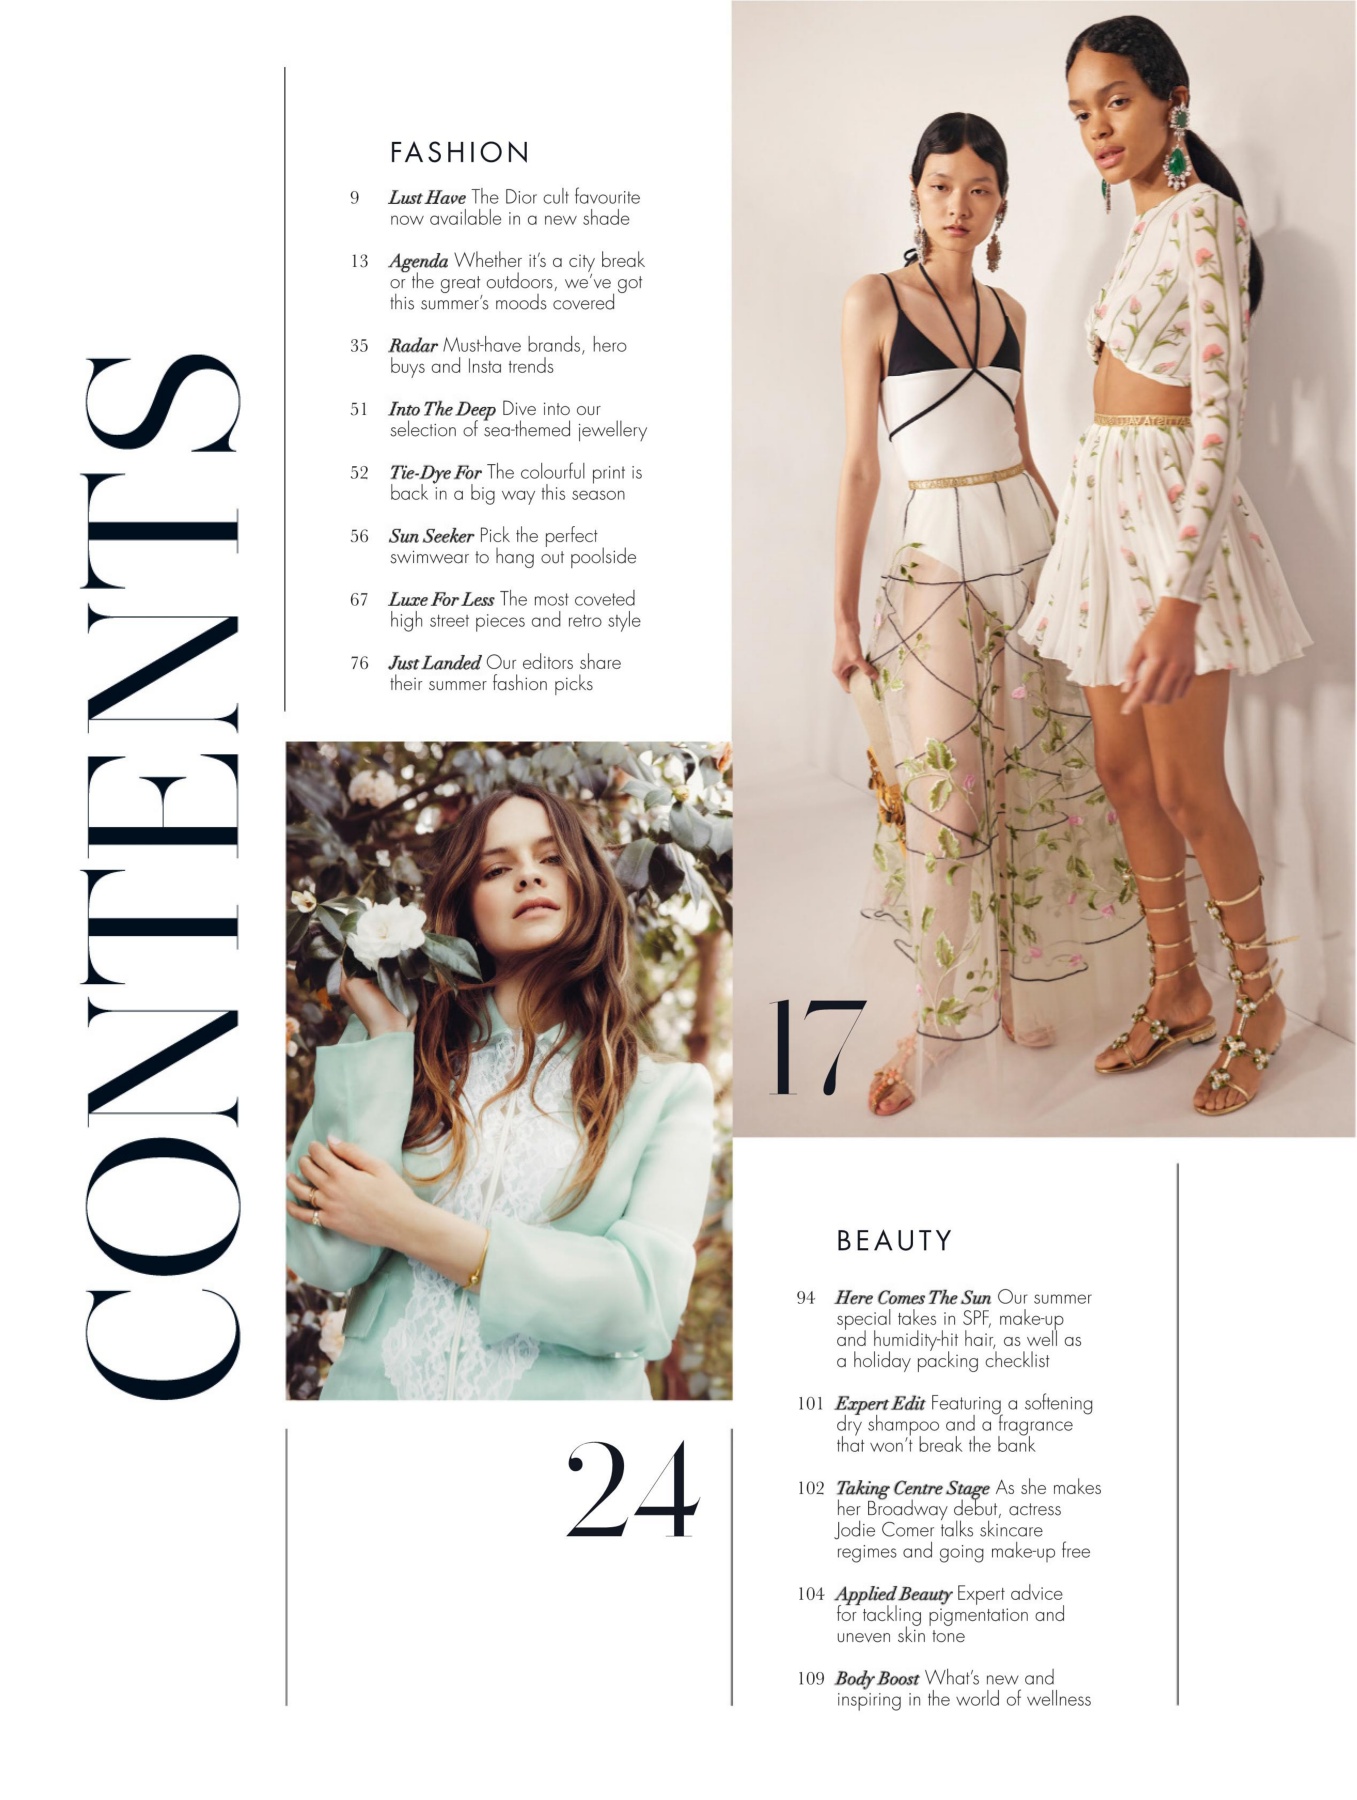 CONTENTS
FASHION
9 Lust Have The Dior cult favourite
now available in a new shade
13 Agenda Whether it's a city break
or the great outdoors, we've got
this summer's moods covered
35 Radar Must-have brands, hero
buys and Insta trends
51 Into The Deep Dive into our
selection of sea-themed jewellery
52 Tie-Dye For The colourful print is
back in a big way this season
56 Sun Seeker Pick the perfect
swimwear to hang out poolside
67 Luxe For Less The most coveted
high street pieces and retro style
76 Just Landed Our editors share
their summer fashion picks
17
24
BEAUTY
94 Here Comes The Sun Our summer
special takes in SPF, make-up
and humidity-hit hair, as well as
a holiday packing checklist
101 Expert Edit Featuring a softening
dry shampoo and a fragrance
that won't break the bank
102 Taking Centre Stage As she makes
her Broadway debut, actress
Jodie Comer talks skincare
regimes and going make-up free
104 Applied Beauty Expert advice
for tackling pigmentation and
uneven skin tone
109 Body Boost What's new and
inspiring in the world of wellness